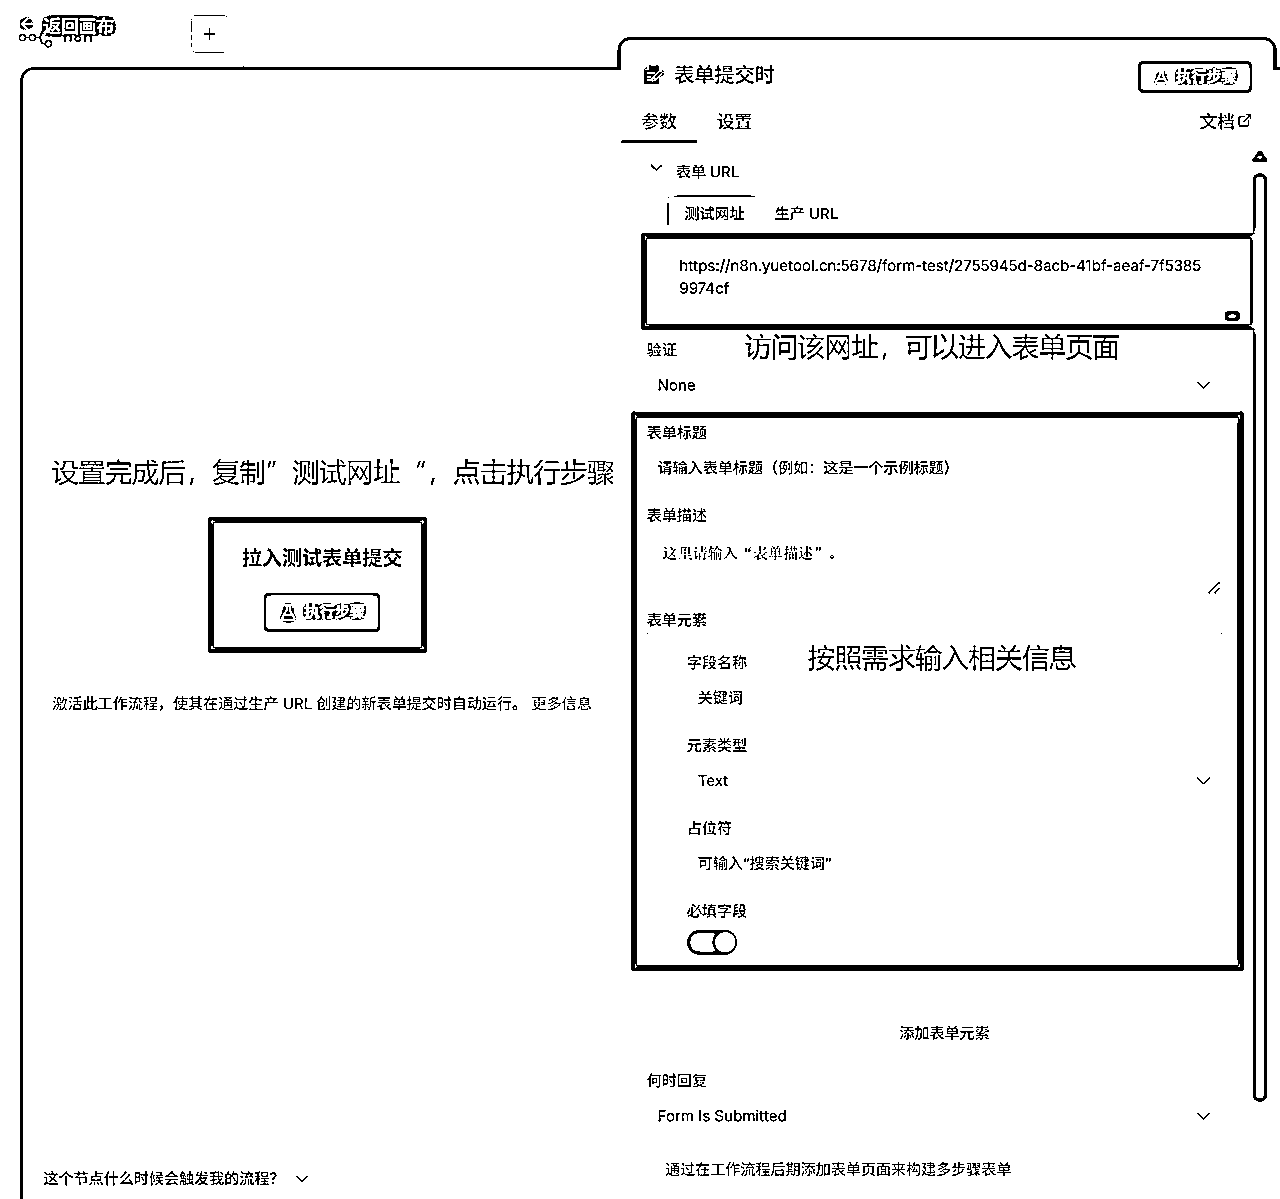 返回画布
表单提交时
执行步骤
参数
设置
文档
表单 URL
测试网址
生产 URL
https://n8n.yuetool.cn:5678/form-test/2755945d-8acb-41bf-aeaf-7f5385
9974cf
验证
访问该网址，可以进入表单页面
None
表单标题
请输入表单标题（例如：这是一个示例标题）
设置完成后，复制”测试网址“，点击执行步骤
表单描述
这里请输入“表单描述”。
拉入测试表单提交
执行步骤
表单元素
字段名称
按照需求输入相关信息
关键词
激活此工作流程，使其在通过生产 URL 创建的新表单提交时自动运行。 更多信息
元素类型
Text
占位符
可输入“搜索关键词”
必填字段
添加表单元素
何时回复
Form Is Submitted
通过在工作流程后期添加表单页面来构建多步骤表单
这个节点什么时候会触发我的流程？